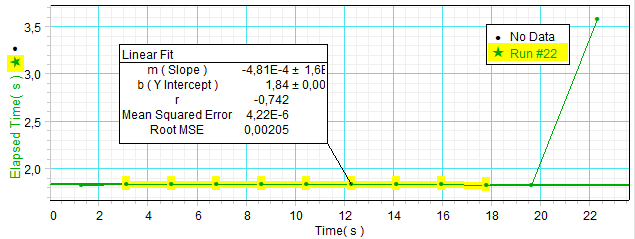 3,5
3,0
2,5
2,0
Elapsed Time( s )
Linear Fit
m ( Slope ) -4,81E-4 ±
b ( Y Intercept ) 1,84 ± 0,00
r -0,742
Mean Squared Error 4,22E-6
Root MSE 0,00205
No Data
Run #22
0 2 4 6 8 10 12 14 16 18 20 22
Time( s )